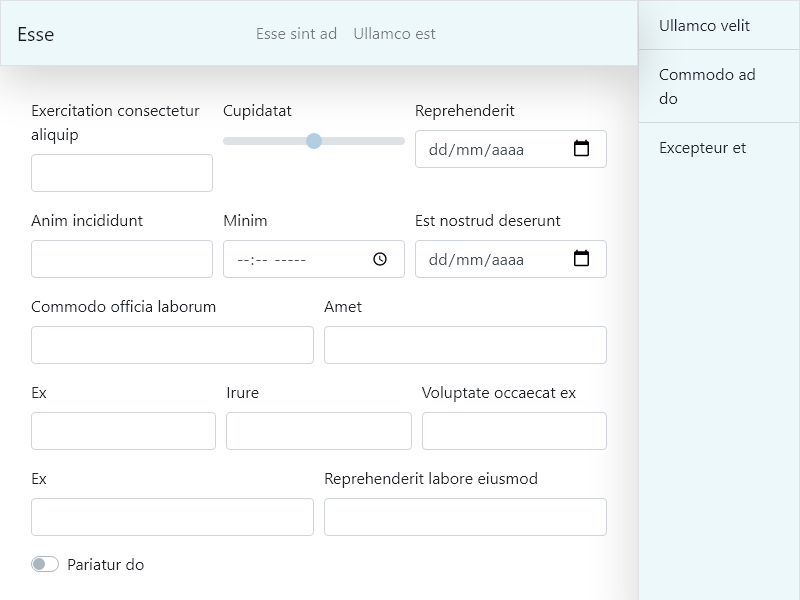 Esse
Esse sint ad
Ullamco est
Exercitation consectetur
aliquip
Cupidatat
Reprehenderit
dd/mm/aaaa
Anim incididunt
Minim
--:-- -----
Est nostrud deserunt
dd/mm/aaaa
Commodo officia laborum
Amet
Ex
Irure
Voluptate occaecat ex
Ex
Reprehenderit labore eiusmod
Pariatur do
Ullamco velit
Commodo ad
do
Excepteur et